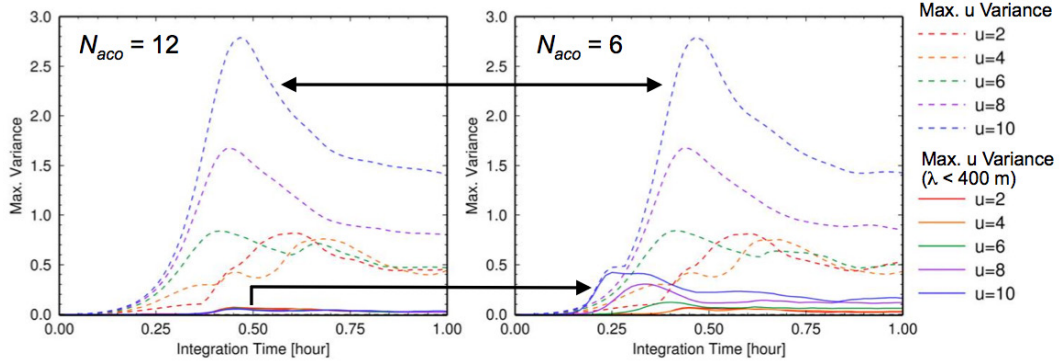 N_aco = 12
Max. Variance
3.0
2.5
2.0
1.5
1.0
0.5
0.0
0.00 0.25 0.50 0.75 1.00
Integration Time [hour]
N_aco = 6
Max. Variance
3.0
2.5
2.0
1.5
1.0
0.5
0.0
0.00 0.25 0.50 0.75 1.00
Integration Time [hour]
Max. u Variance
u=2
u=4
u=6
u=8
u=10
Max. u Variance
(λ < 400 m)
u=2
u=4
u=6
u=8
u=10